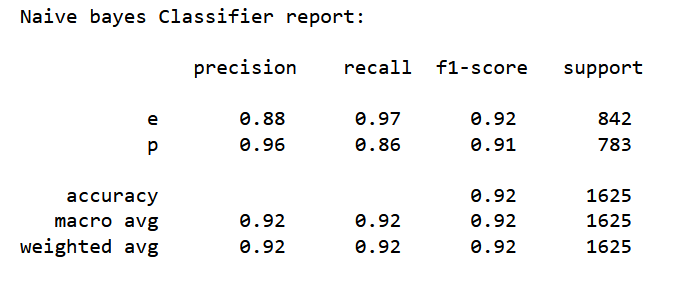 Naive bayes Classifier report:
precision recall f1-score support
e 0.88 0.97 0.92 842
p 0.96 0.86 0.91 783
accuracy 0.92 1625
macro avg 0.92 0.92 0.92 1625
weighted avg 0.92 0.92 0.92 1625